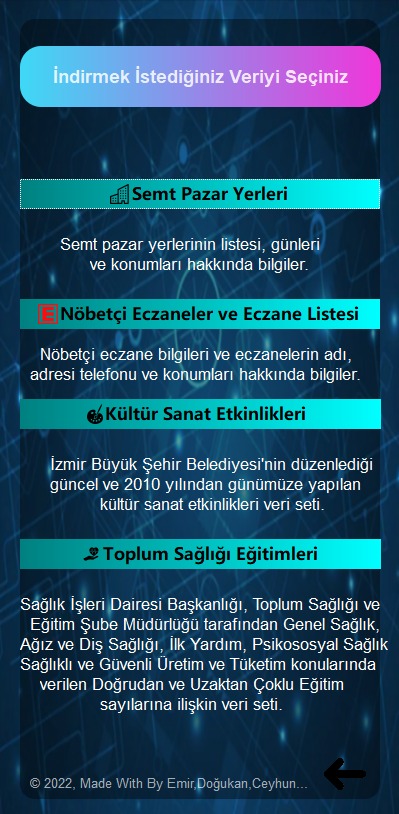 İndirmek İstediğiniz Veriyi Seçiniz
Semt Pazar Yerleri
Semt pazar yerlerinin listesi, günleri
ve konumları hakkında bilgiler.
E Nöbetçi Eczaneler ve Eczane Listesi
Nöbetçi eczane bilgileri ve eczanelerin adı,
adresi telefonu ve konumları hakkında bilgiler.
Kültür Sanat Etkinlikleri
İzmir Büyük Şehir Belediyesi'nin düzenlediği
güncel ve 2010 yılından günümüze yapılan
kültür sanat etkinlikleri veri seti.
Toplum Sağlığı Eğitimleri
Sağlık İşleri Dairesi Başkanlığı, Toplum Sağlığı ve
Eğitim Şube Müdürlüğü tarafından Genel Sağlık,
Ağız ve Diş Sağlığı, İlk Yardım, Psikososyal Sağlık
Sağlıklı ve Güvenli Üretim ve Tüketim konularında
verilen Doğrudan ve Uzaktan Çoklu Eğitim
sayılarına ilişkin veri seti.
© 2022, Made With By Emir,Doğukan,Ceyhun...